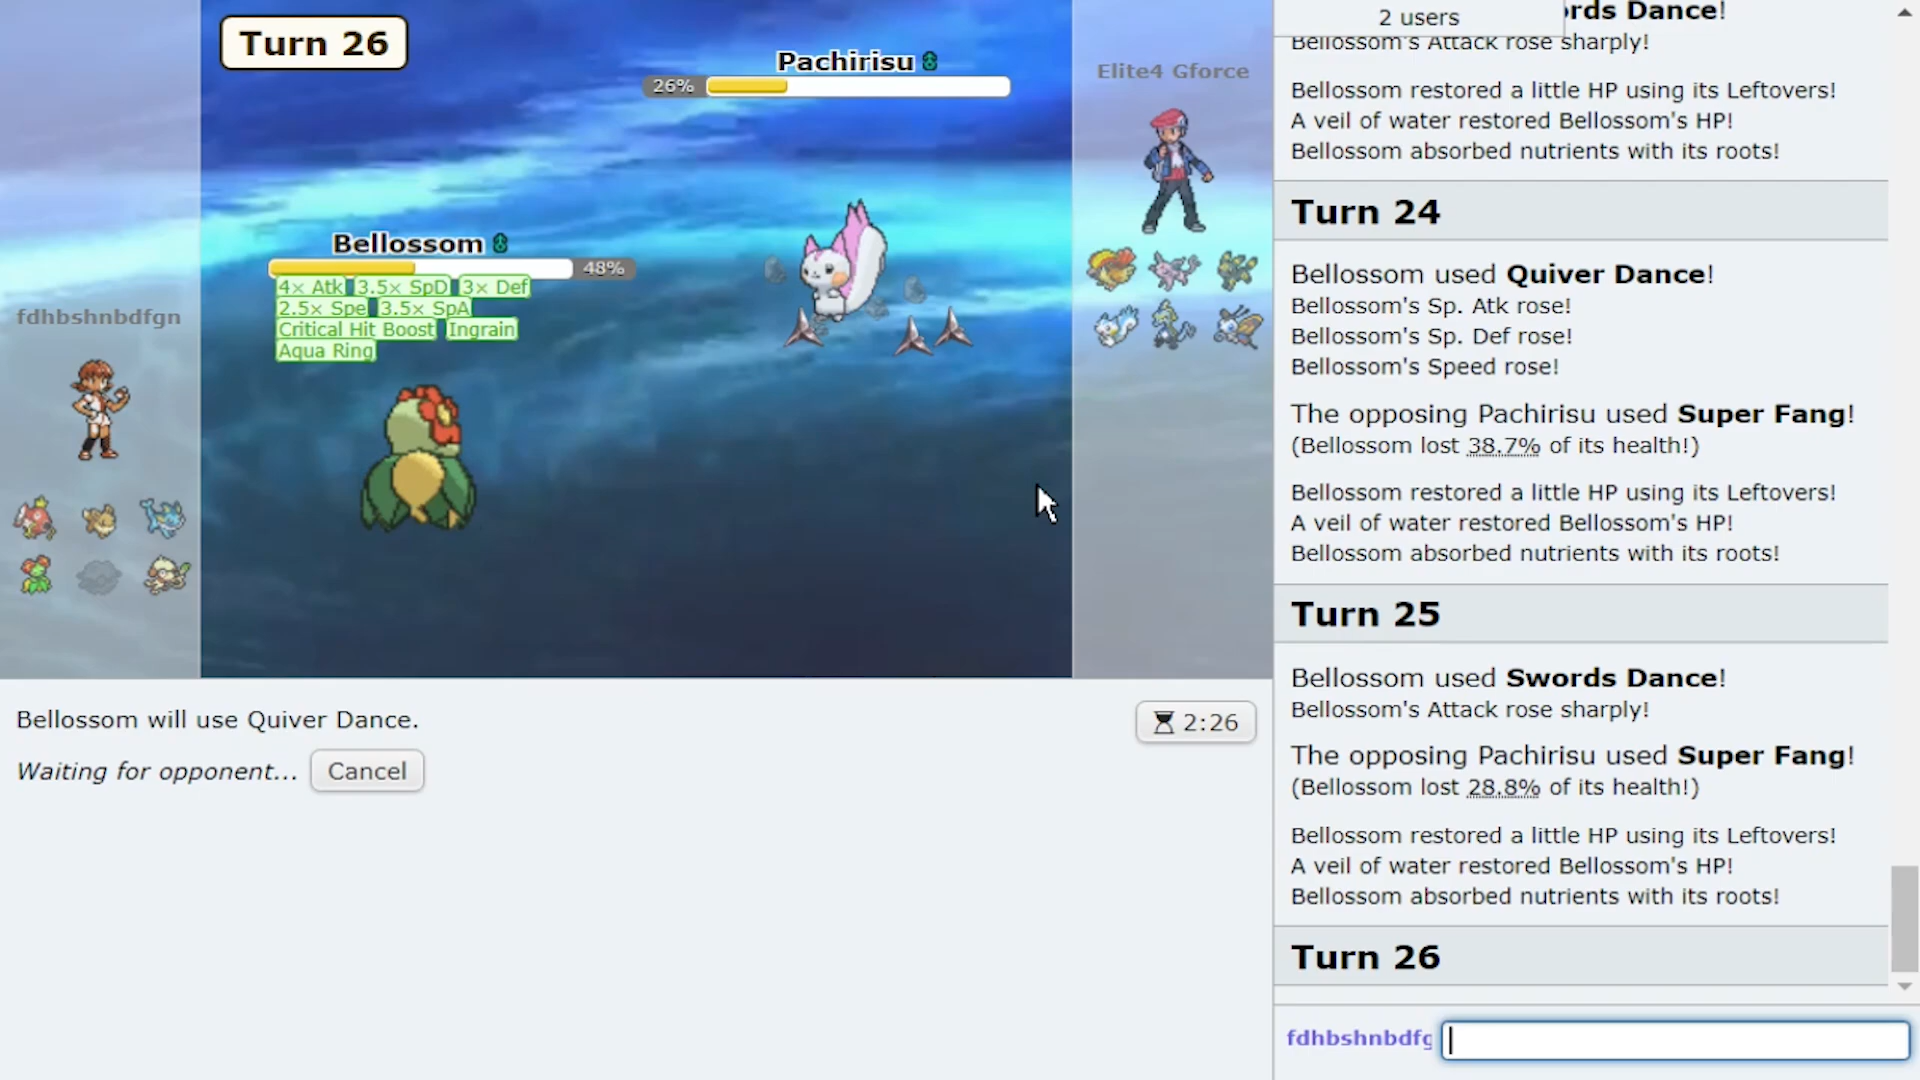 Turn 26
Pachirisu
26%
Bellossom
48%
4× Atk 3.5× SpD 3× Def
2.5× Spe 3.5× SpA
Critical Hit Boost Ingrain
Aqua Ring
fdhbshnbdfgn
Elite4 Gforce
Bellossom will use Quiver Dance.
2:26
Waiting for opponent... Cancel
2 users
rds Dance!
Bellossom's Attack rose sharply!
Bellossom restored a little HP using its Leftovers!
A veil of water restored Bellossom's HP!
Bellossom absorbed nutrients with its roots!
Turn 24
Bellossom used Quiver Dance!
Bellossom's Sp. Atk rose!
Bellossom's Sp. Def rose!
Bellossom's Speed rose!
The opposing Pachirisu used Super Fang!
(Bellossom lost 38.7% of its health!)
Bellossom restored a little HP using its Leftovers!
A veil of water restored Bellossom's HP!
Bellossom absorbed nutrients with its roots!
Turn 25
Bellossom used Swords Dance!
Bellossom's Attack rose sharply!
The opposing Pachirisu used Super Fang!
(Bellossom lost 28.8% of its health!)
Bellossom restored a little HP using its Leftovers!
A veil of water restored Bellossom's HP!
Bellossom absorbed nutrients with its roots!
Turn 26
fdhbshnbdfg